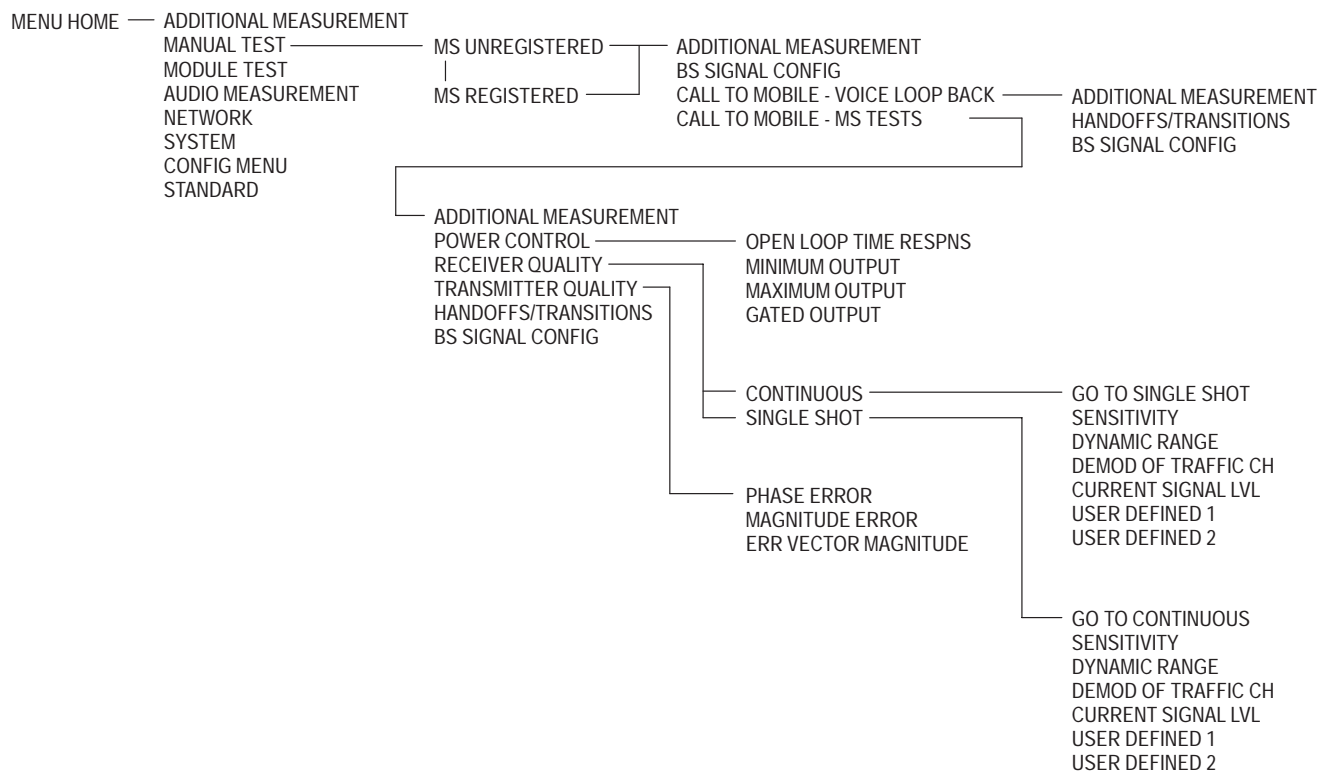 MENU HOME
ADDITIONAL MEASUREMENT
MANUAL TEST
MODULE TEST
AUDIO MEASUREMENT
NETWORK
SYSTEM
CONFIG MENU
STANDARD
MS UNREGISTERED
MS REGISTERED
ADDITIONAL MEASUREMENT
BS SIGNAL CONFIG
CALL TO MOBILE - VOICE LOOP BACK
CALL TO MOBILE - MS TESTS
ADDITIONAL MEASUREMENT
HANDOFFS/TRANSITIONS
BS SIGNAL CONFIG
ADDITIONAL MEASUREMENT
POWER CONTROL
RECEIVER QUALITY
TRANSMITTER QUALITY
HANDOFFS/TRANSITIONS
BS SIGNAL CONFIG
OPEN LOOP TIME RESPNS
MINIMUM OUTPUT
MAXIMUM OUTPUT
GATED OUTPUT
CONTINUOUS
SINGLE SHOT
GO TO SINGLE SHOT
SENSITIVITY
DYNAMIC RANGE
DEMOD OF TRAFFIC CH
CURRENT SIGNAL LVL
USER DEFINED 1
USER DEFINED 2
PHASE ERROR
MAGNITUDE ERROR
ERR VECTOR MAGNITUDE
GO TO CONTINUOUS
SENSITIVITY
DYNAMIC RANGE
DEMOD OF TRAFFIC CH
CURRENT SIGNAL LVL
USER DEFINED 1
USER DEFINED 2